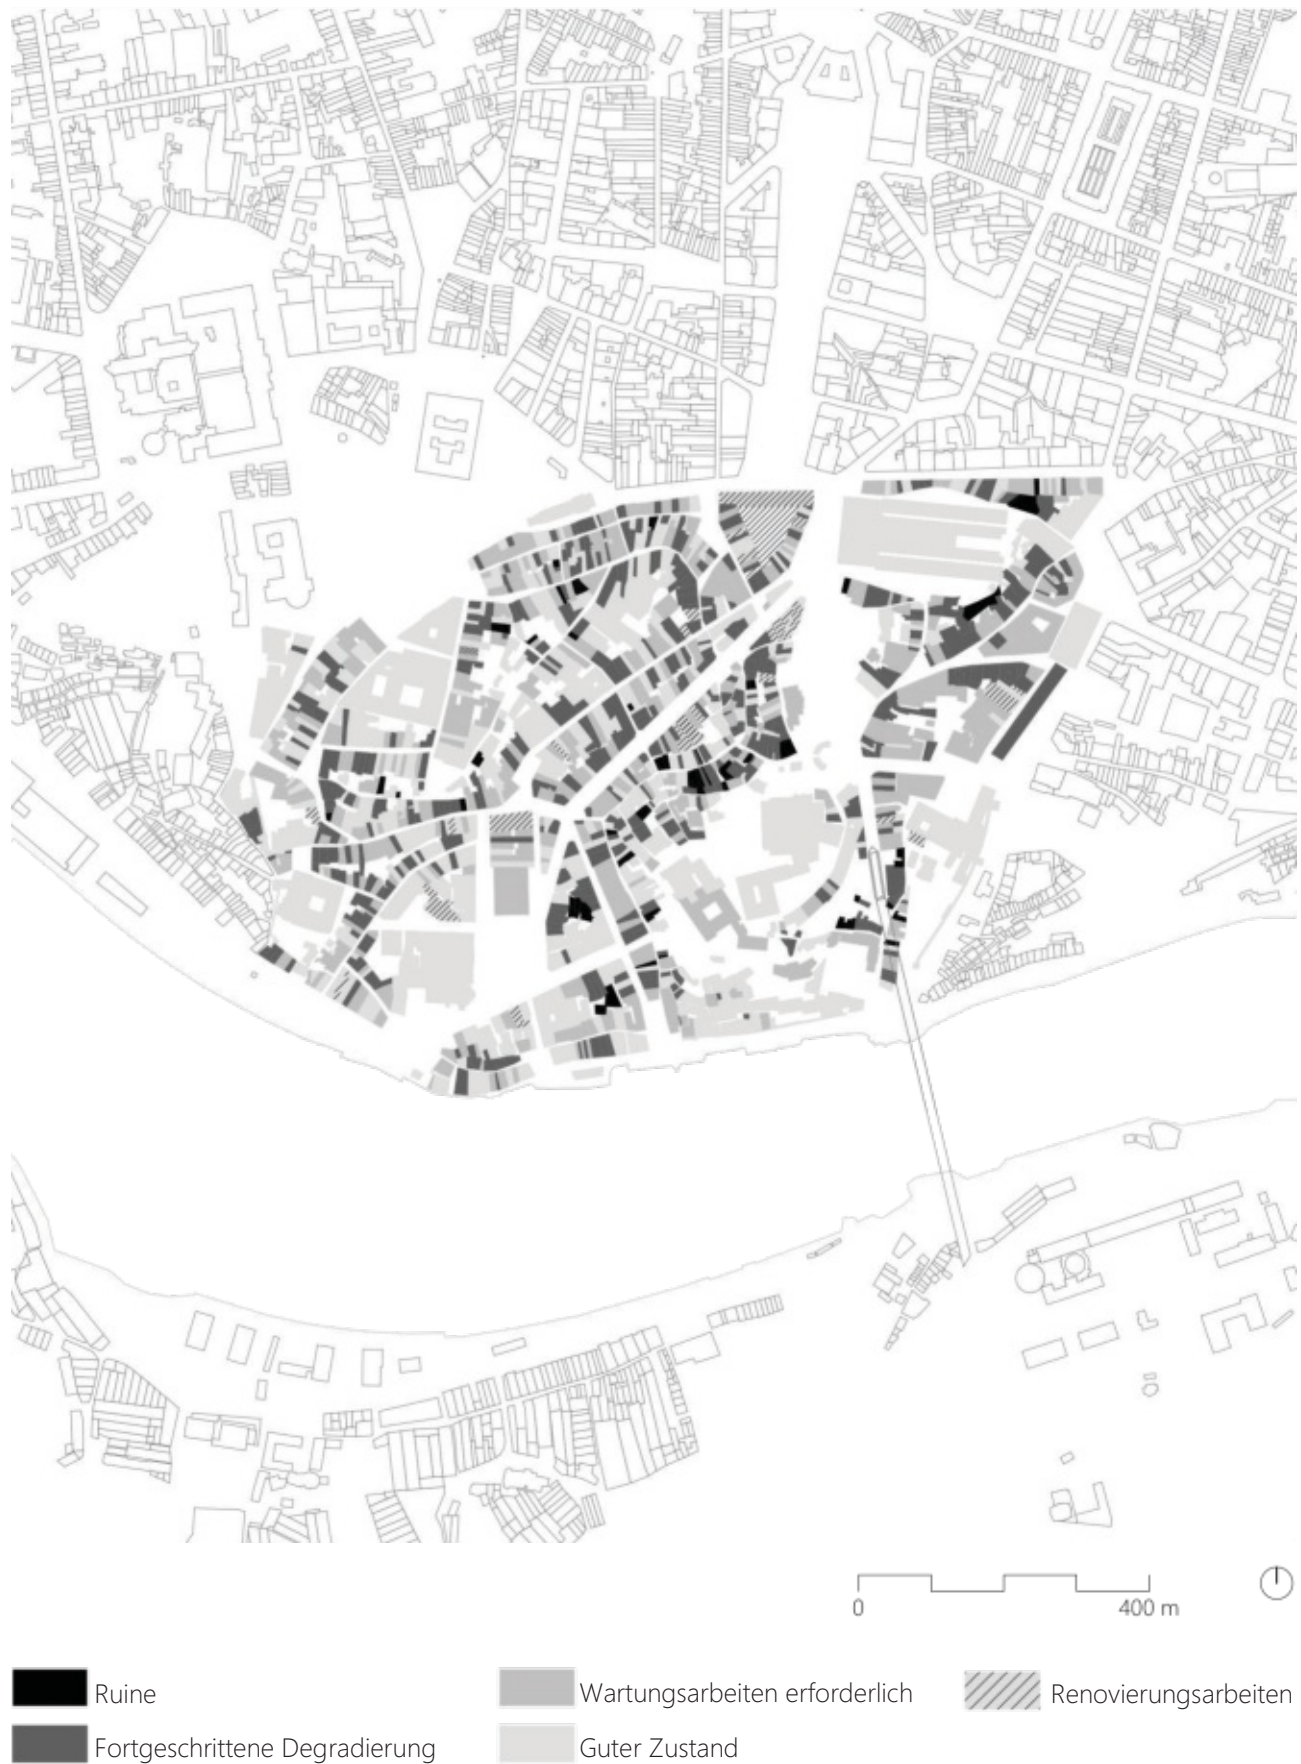 0
400 m
Ruine
Wartungsarbeiten erforderlich
Renovierungsarbeiten
Fortgeschrittene Degradierung
Guter Zustand